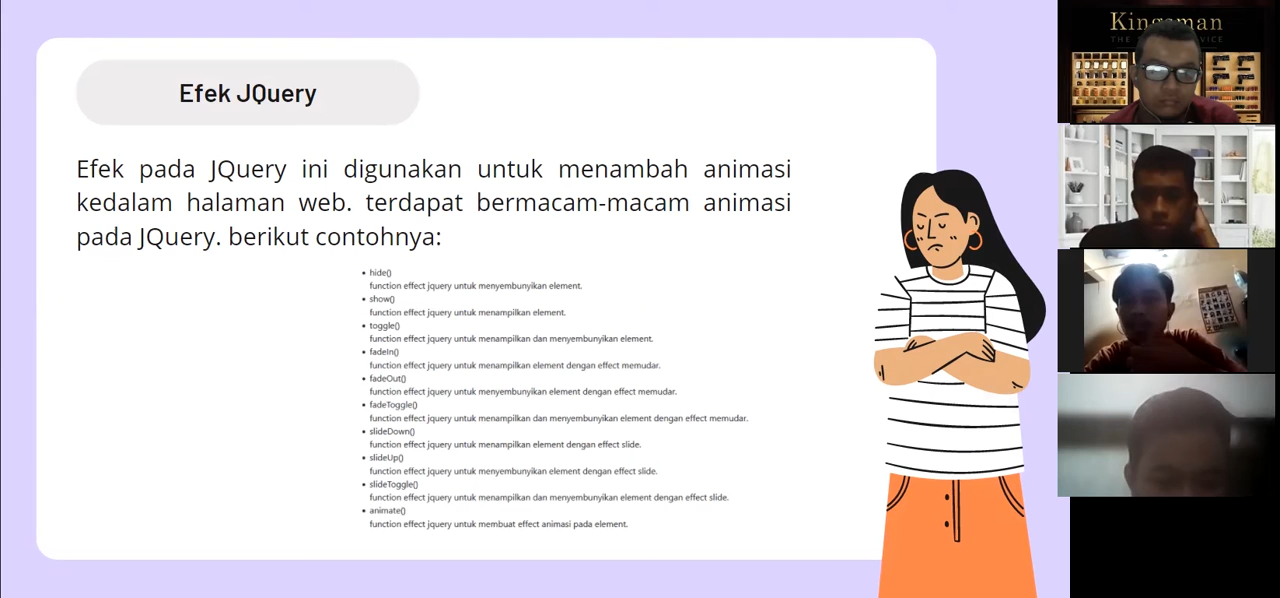 Efek JQuery
Efek pada JQuery ini digunakan untuk menambah animasi
kedalam halaman web. terdapat bermacam-macam animasi
pada JQuery. berikut contohnya:
• hide()
function effect jquery untuk menyembunyikan element.
• show()
function effect jquery untuk menampilkan element.
• toggle()
function effect jquery untuk menampilkan dan menyembunyikan element.
• fadeIn()
function effect jquery untuk menampilkan element dengan effect memudar.
• fadeOut()
function effect jquery untuk menyembunyikan element dengan effect memudar.
• fadeToggle()
function effect jquery untuk menampilkan dan menyembunyikan element dengan effect memudar.
• slideDown()
function effect jquery untuk menampilkan element dengan effect slide.
• slideUp()
function effect jquery untuk menyembunyikan element dengan effect slide.
• slideToggle()
function effect jquery untuk menampilkan dan menyembunyikan element dengan effect slide.
• animate()
function effect jquery untuk membuat effect animasi pada element.
THE